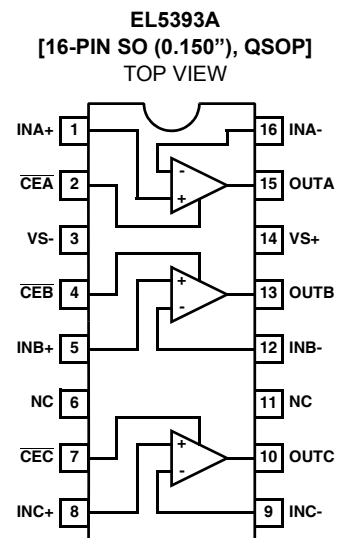 EL5393A
[16-PIN SO (0.150”), QSOP]
TOP VIEW
INA+ 1 16 INA-
CEA 2 - + 15 OUTA
VS- 3 14 VS+
CEB 4 + - 13 OUTB
INB+ 5 12 INB-
NC 6 11 NC
CEC 7 + - 10 OUTC
INC+ 8 9 INC-